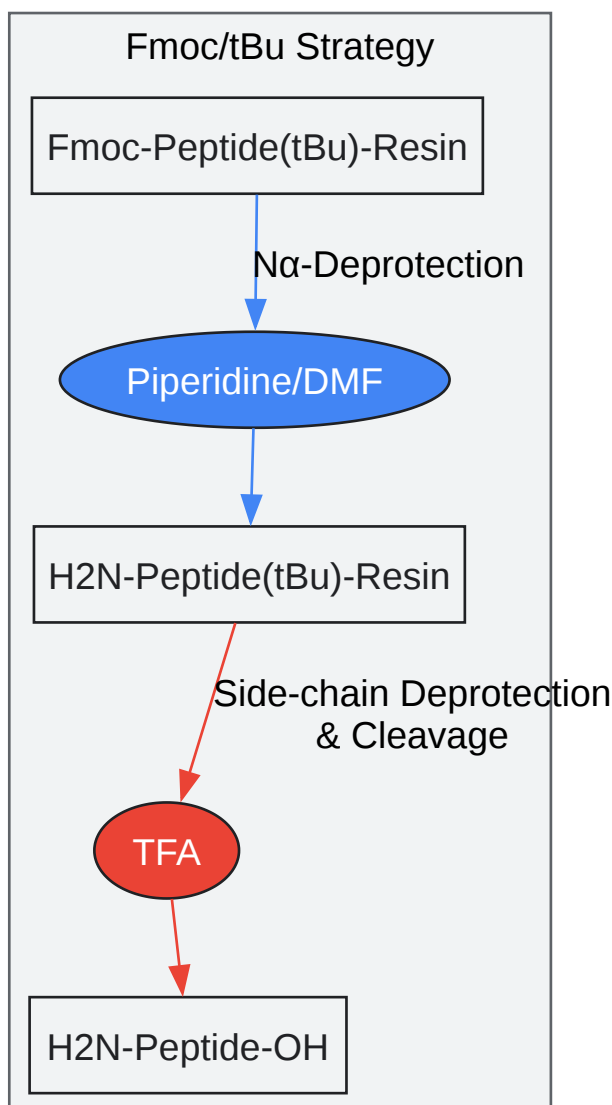 Fmoc/tBu Strategy
Fmoc-Peptide(tBu)-Resin
Nα-Deprotection
Piperidine/DMF
H2N-Peptide(tBu)-Resin
Side-chain Deprotection
& Cleavage
TFA
H2N-Peptide-OH